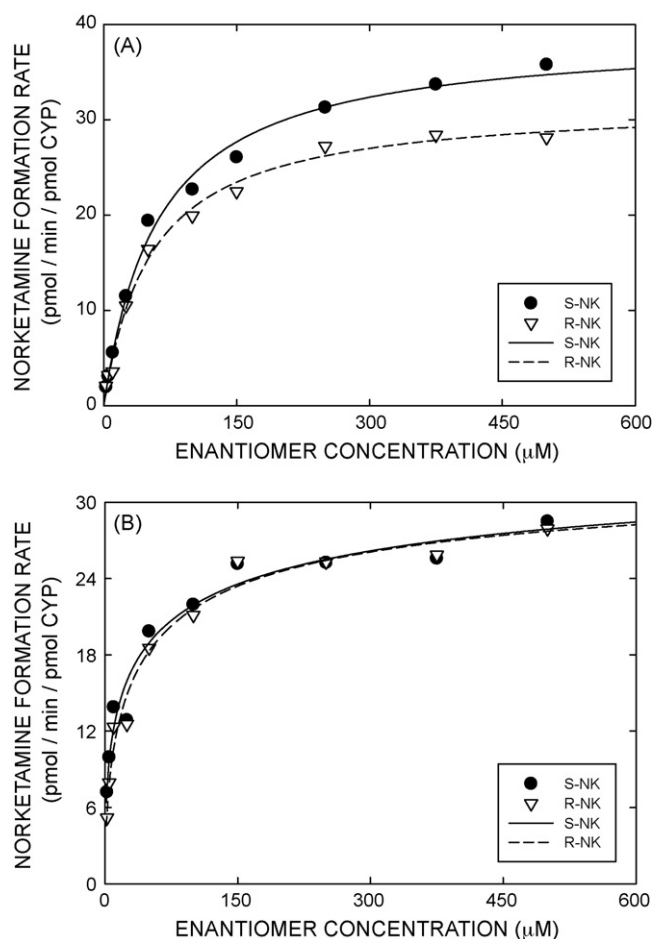 (A)
NORKETAMINE FORMATION RATE
(pmol / min / pmol CYP)
40
30
20
10
0
0 150 300 450 600
ENANTIOMER CONCENTRATION (μM)
S-NK
R-NK
S-NK
R-NK
(B)
NORKETAMINE FORMATION RATE
(pmol / min / pmol CYP)
30
24
18
12
6
0
0 150 300 450 600
ENANTIOMER CONCENTRATION (μM)
S-NK
R-NK
S-NK
R-NK